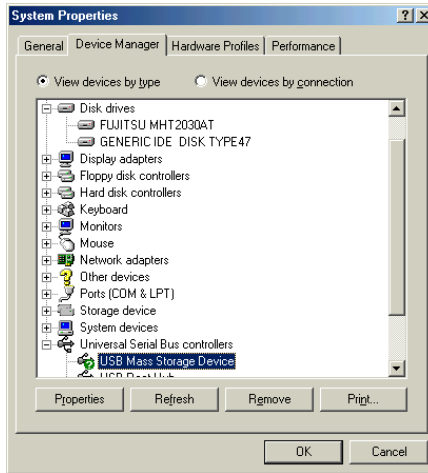 System Properties
General Device Manager Hardware Profiles Performance
View devices by type View devices by connection
Disk drives
FUJITSU MHT2030AT
GENERIC IDE DISK TYPE47
Display adapters
Floppy disk controllers
Hard disk controllers
Keyboard
Monitors
Mouse
Network adapters
Other devices
Ports (COM & LPT)
Storage device
System devices
Universal Serial Bus controllers
USB Mass Storage Device
USB Root Hub
Properties Refresh Remove Print...
OK Cancel